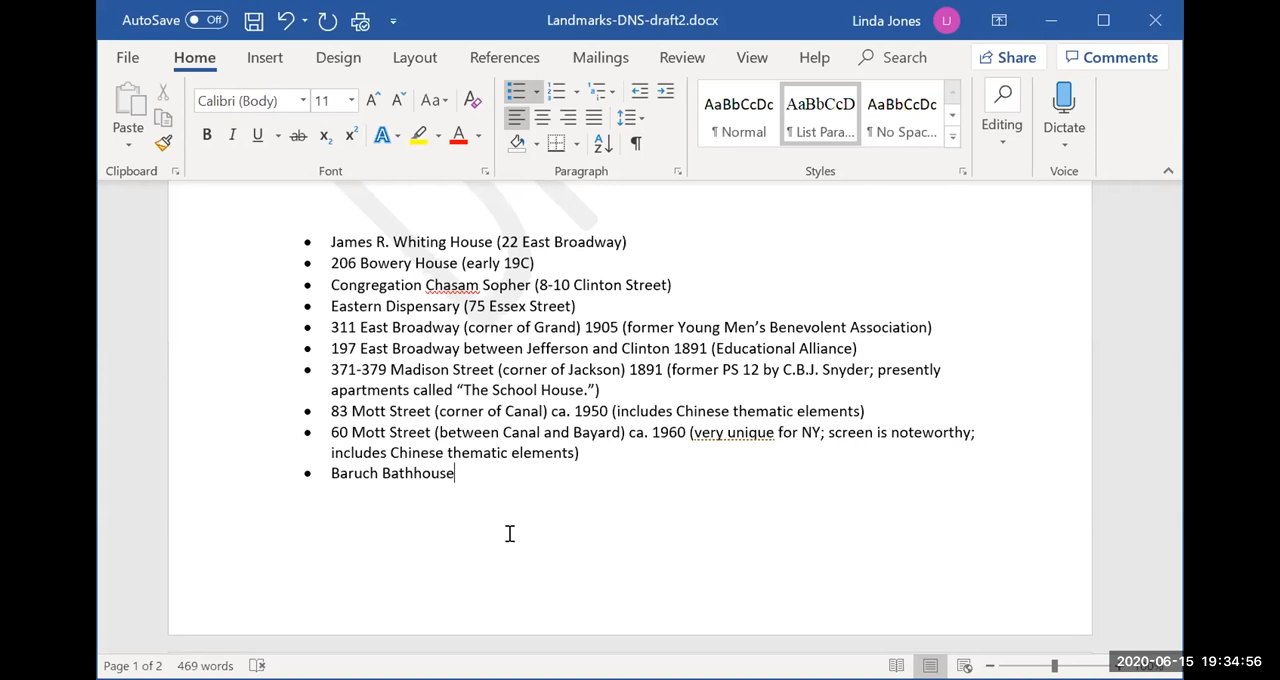 AutoSave Off Landmarks-DNS-draft2.docx Linda Jones LJ
File Home Insert Design Layout References Mailings Review View Help Search Share Comments
Paste Calibri (Body) 11 Aa AaBbCcDc AaBbCcD AaBbCcDc Editing Dictate
B I U ab x₂ x² A A ¶ Normal ¶ List Para... ¶ No Spac...
Clipboard Font Paragraph Styles Voice
• James R. Whiting House (22 East Broadway)
• 206 Bowery House (early 19C)
• Congregation Chasam Sopher (8-10 Clinton Street)
• Eastern Dispensary (75 Essex Street)
• 311 East Broadway (corner of Grand) 1905 (former Young Men’s Benevolent Association)
• 197 East Broadway between Jefferson and Clinton 1891 (Educational Alliance)
• 371-379 Madison Street (corner of Jackson) 1891 (former PS 12 by C.B.J. Snyder; presently
apartments called “The School House.”)
• 83 Mott Street (corner of Canal) ca. 1950 (includes Chinese thematic elements)
• 60 Mott Street (between Canal and Bayard) ca. 1960 (very unique for NY; screen is noteworthy;
includes Chinese thematic elements)
• Baruch Bathhouse
Page 1 of 2 469 words 2020-06-15 19:34:56